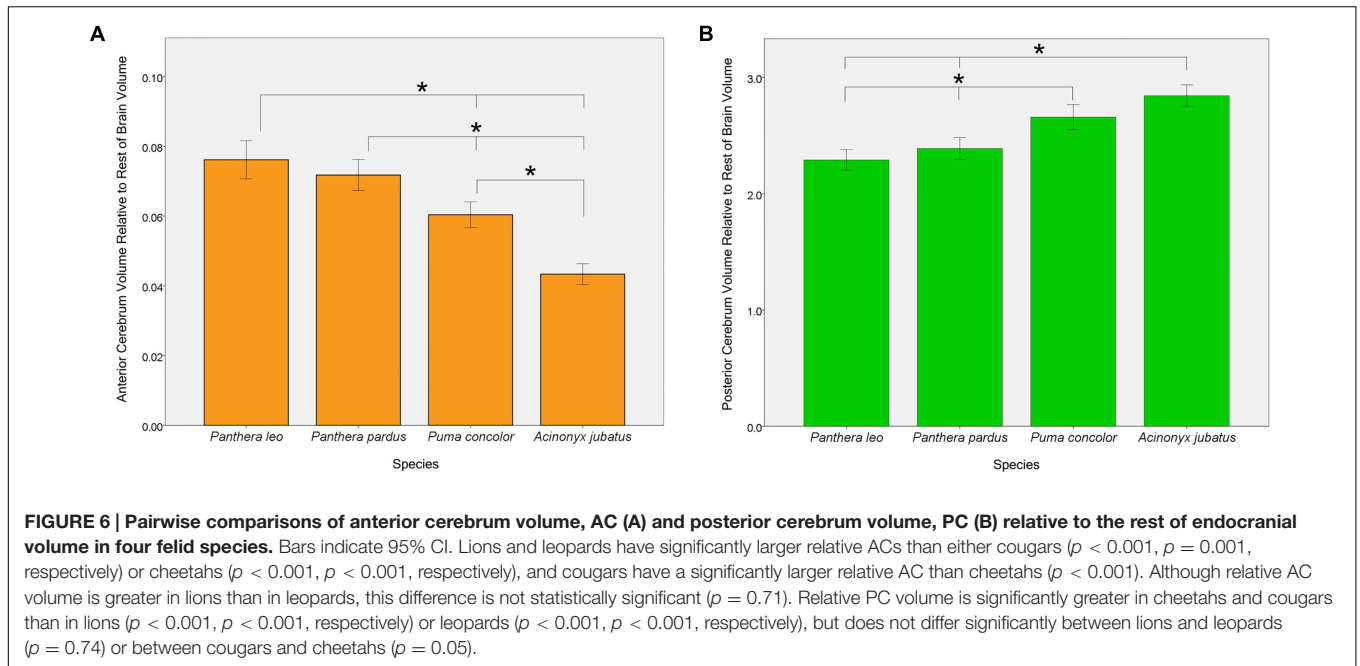 A
Anterior Cerebrum Volume Relative to Rest of Brain Volume
0.10
0.08
0.06
0.04
0.02
0.00
*
*
*
Panthera leo Panthera pardus Puma concolor Acinonyx jubatus
Species
B
Posterior Cerebrum Volume Relative to Rest of Brain Volume
3.0
2.0
1.0
0.0
*
*
Panthera leo Panthera pardus Puma concolor Acinonyx jubatus
Species
FIGURE 6 | Pairwise comparisons of anterior cerebrum volume, AC (A) and posterior cerebrum volume, PC (B) relative to the rest of endocranial
volume in four felid species. Bars indicate 95% CI. Lions and leopards have significantly larger relative ACs than either cougars (p < 0.001, p = 0.001,
respectively) or cheetahs (p < 0.001, p < 0.001, respectively), and cougars have a significantly larger relative AC than cheetahs (p < 0.001). Although relative AC
volume is greater in lions than in leopards, this difference is not statistically significant (p = 0.71). Relative PC volume is significantly greater in cheetahs and cougars
than in lions (p < 0.001, p < 0.001, respectively) or leopards (p < 0.001, p < 0.001, respectively), but does not differ significantly between lions and leopards
(p = 0.74) or between cougars and cheetahs (p = 0.05).